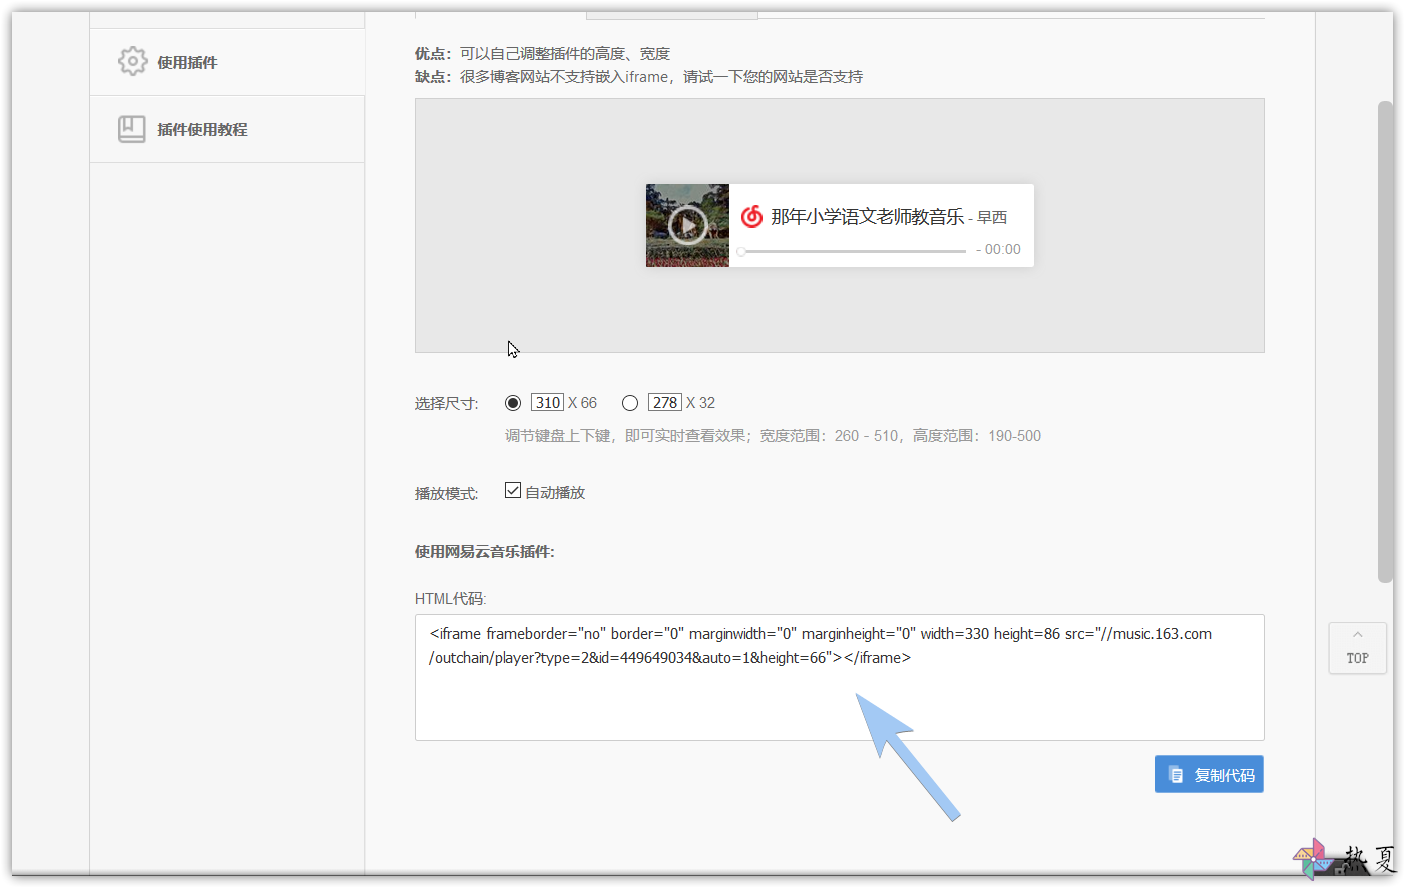 使用插件
插件使用教程
优点：可以自己调整插件的高度、宽度
缺点：很多博客网站不支持嵌入iframe，请试一下您的网站是否支持
那年小学语文老师教音乐 - 早西
- 00:00
选择尺寸: 310 X 66 278 X 32
调节键盘上下键，即可实时查看效果；宽度范围：260 - 510，高度范围：190-500
播放模式: 自动播放
使用网易云音乐插件:
HTML代码:
<iframe frameborder="no" border="0" marginwidth="0" marginheight="0" width=330 height=86 src="//music.163.com
/outchain/player?type=2&id=449649034&auto=1&height=66"></iframe>
复制代码
TOP
热夏